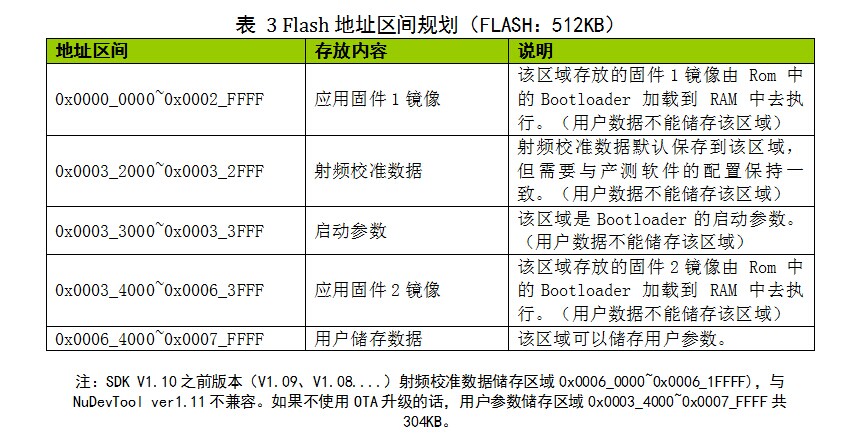 表 3 Flash 地址区间规划（FLASH：512KB）
地址区间 存放内容 说明
0x0000_0000~0x0002_FFFF 应用固件 1 镜像 该区域存放的固件 1 镜像由 Rom 中
的 Bootloader 加载到 RAM 中去执
行。（用户数据不能储存该区域）
0x0003_2000~0x0003_2FFF 射频校准数据 射频校准数据默认保存到该区域，
但需要与产测软件的配置保持一
致。（用户数据不能储存该区域）
0x0003_3000~0x0003_3FFF 启动参数 该区域是 Bootloader 的启动参数。
（用户数据不能储存该区域）
0x0003_4000~0x0006_3FFF 应用固件 2 镜像 该区域存放的固件 2 镜像由 Rom 中
的 Bootloader 加载到 RAM 中去执
行。（用户数据不能储存该区域）
0x0006_4000~0x0007_FFFF 用户储存数据 该区域可以储存用户参数。
注：SDK V1.10 之前版本（V1.09、V1.08....）射频校准数据储存区域 0x0006_0000~0x0006_1FFFF)，与
NuDevTool ver1.11 不兼容。如果不使用 OTA 升级的话，用户参数储存区域 0x0003_4000~0x0007_FFFF 共
304KB。